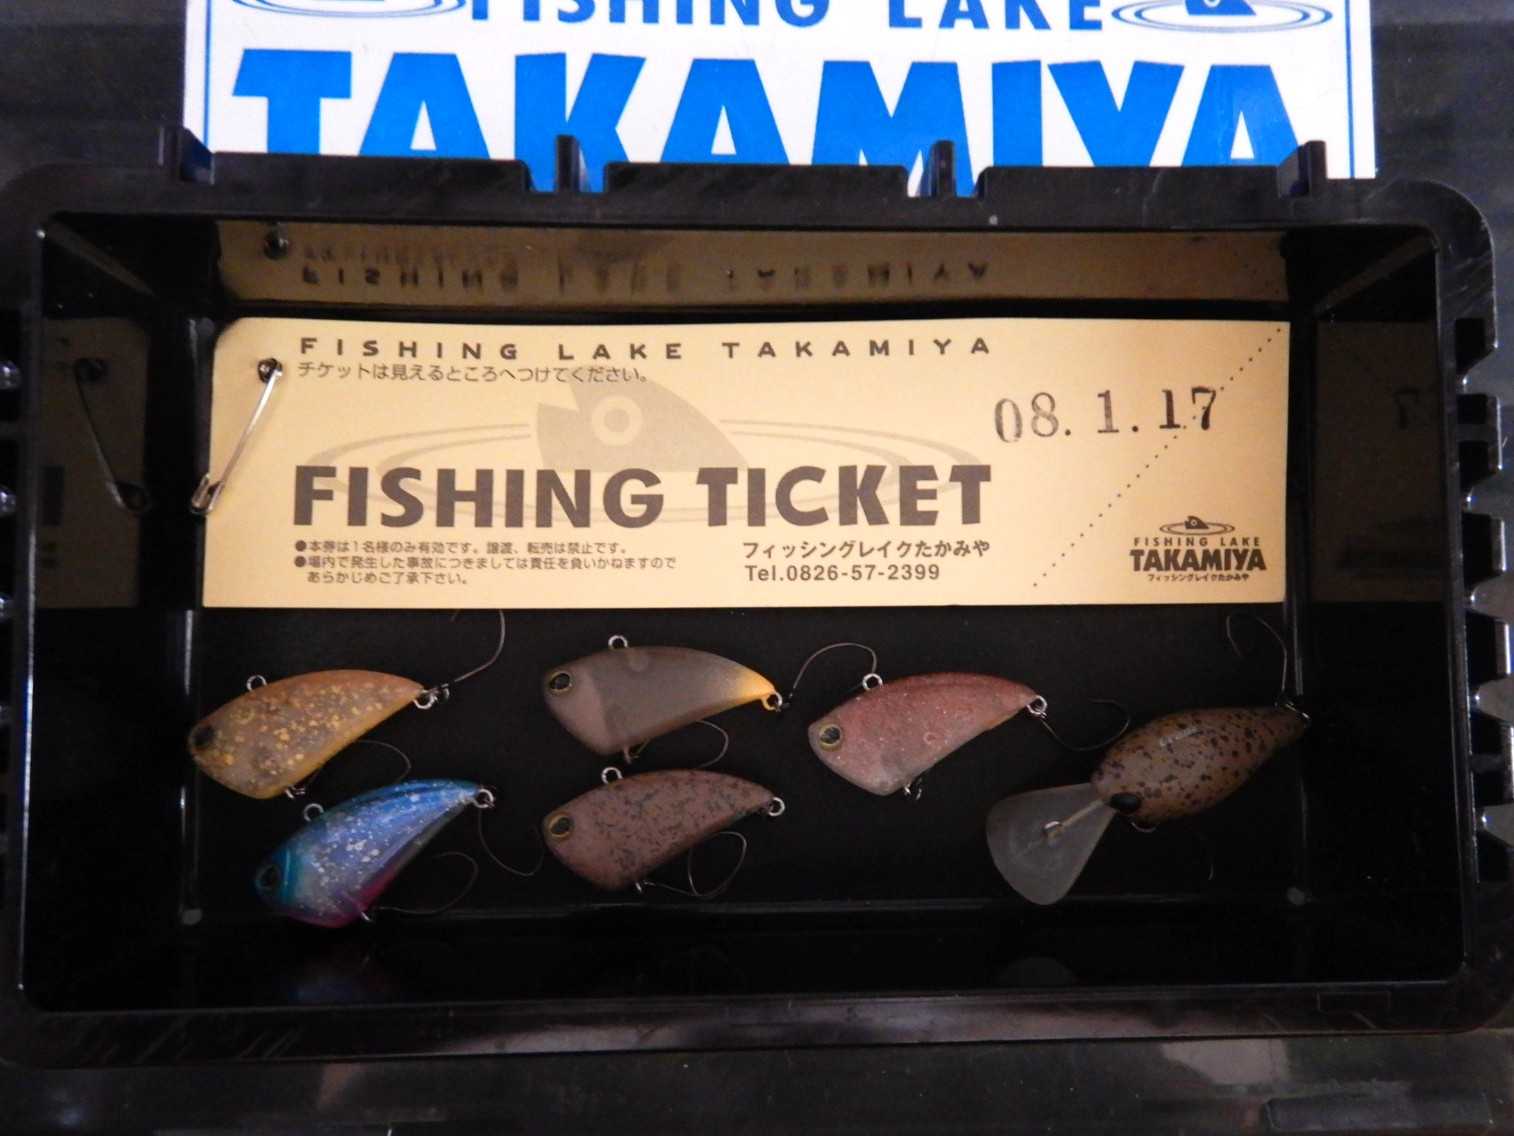 FISHING LAKE
TAKAMIYA
FISHING LAKE TAKAMIYA
チケットは見えるところへつけてください。
08.1.17
FISHING TICKET
●本券は1名様のみ有効です。譲渡、転売は禁止です。
●場内で発生した事故につきましては責任を負いかねますので
あらかじめご了承下さい。
フィッシングレイクたかみや
Tel.0826-57-2399
FISHING LAKE
TAKAMIYA
フィッシングレイクたかみや